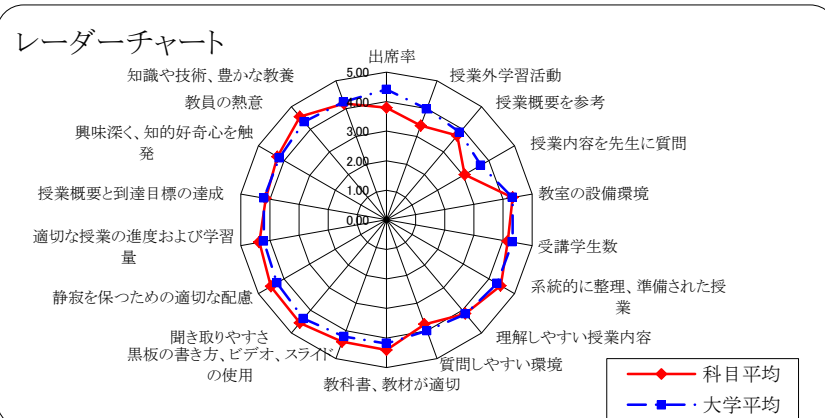 レーダーチャート
出席率
授業外学習活動
授業概要を参考
授業内容を先生に質問
教室の設備環境
受講学生数
系統的に整理、準備された授
業
理解しやすい授業内容
質問しやすい環境
教科書、教材が適切
黒板の書き方、ビデオ、スライド
の使用
聞き取りやすさ
静寂を保つための適切な配慮
適切な授業の進度および学習
量
授業概要と到達目標の達成
興味深く、知的好奇心を触
発
教員の熱意
知識や技術、豊かな教養
5.00
4.00
3.00
2.00
1.00
0.00
科目平均
大学平均